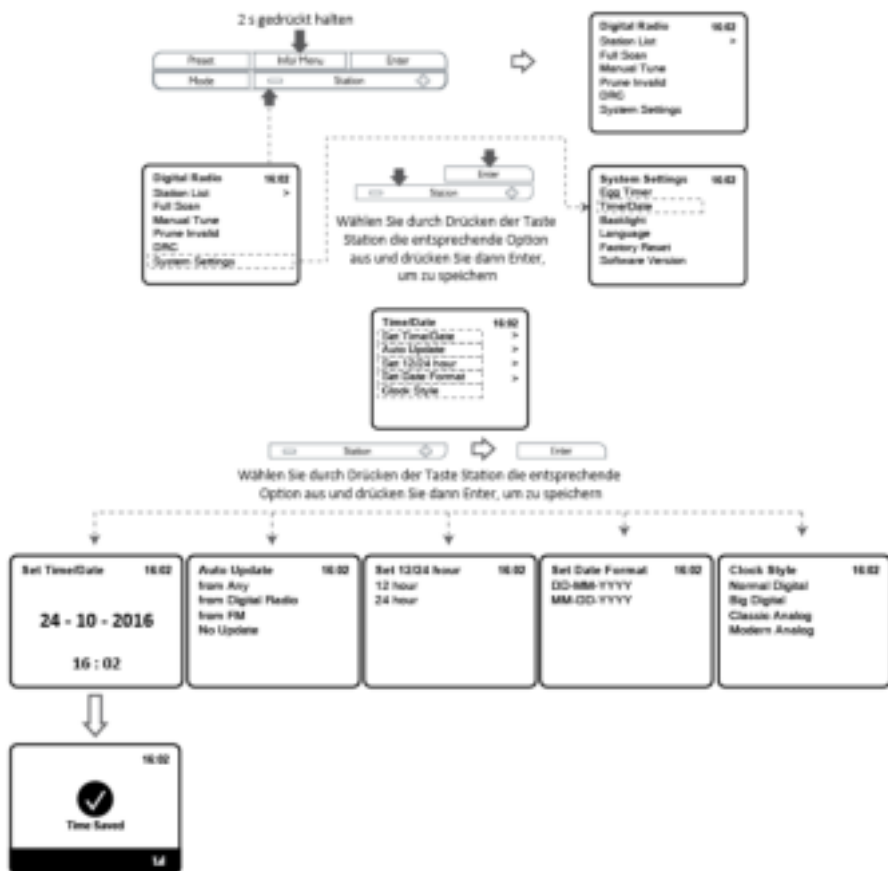 2 s gedrückt halten
Preset Info/ Menu Enter
Mode Station
Digital Radio 16:02
Station List >
Full Scan
Manual Tune
Prune Invalid
DRC
System Settings
Digital Radio 16:02
Station List >
Full Scan
Manual Tune
Prune Invalid
DRC
System Settings
Enter
Station
Wählen Sie durch Drücken der Taste
Station die entsprechende Option
aus und drücken Sie dann Enter,
um zu speichern
System Settings 16:02
Egg Timer
Time/Date
Backlight
Language
Factory Reset
Software Version
Time/Date 16:02
Set Time/Date >
Auto Update >
Set 12/24 hour >
Set Date Format >
Clock Style
Station Enter
Wählen Sie durch Drücken der Taste Station die entsprechende
Option aus und drücken Sie dann Enter, um zu speichern
Set Time/Date 16:02
24 - 10 - 2016
16 : 02
Auto Update 16:02
from Any
from Digital Radio
from FM
No Update
Set 12/24 hour 16:02
12 hour
24 hour
Set Date Format 16:02
DD-MM-YYYY
MM-DD-YYYY
Clock Style 16:02
Normal Digital
Big Digital
Classic Analog
Modern Analog
16:02
Time Saved